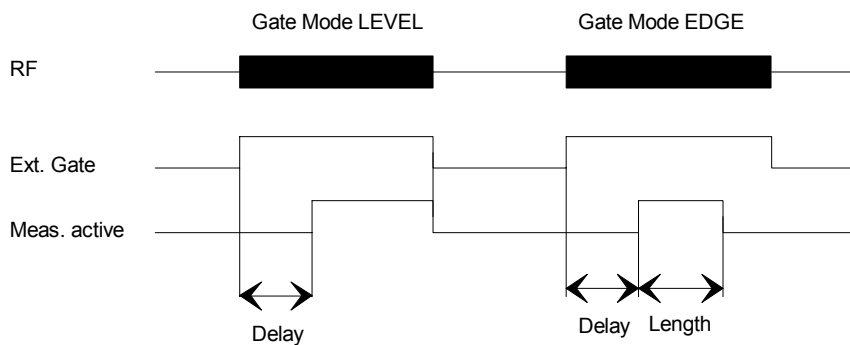 Gate Mode LEVEL Gate Mode EDGE
RF
Ext. Gate
Meas. active
Delay Delay Length